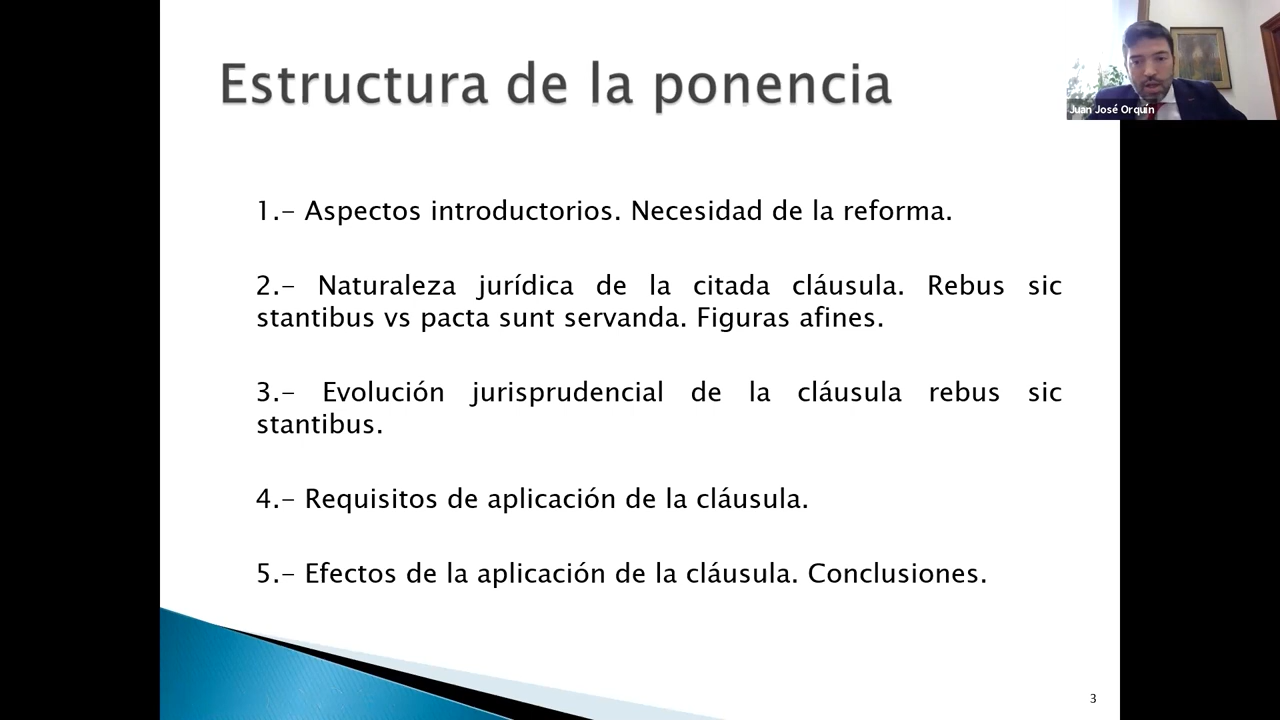 Estructura de la ponencia
Juan José Orquín
1.- Aspectos introductorios. Necesidad de la reforma.
2.- Naturaleza jurídica de la citada cláusula. Rebus sic
stantibus vs pacta sunt servanda. Figuras afines.
3.- Evolución jurisprudencial de la cláusula rebus sic
stantibus.
4.- Requisitos de aplicación de la cláusula.
5.- Efectos de la aplicación de la cláusula. Conclusiones.
3